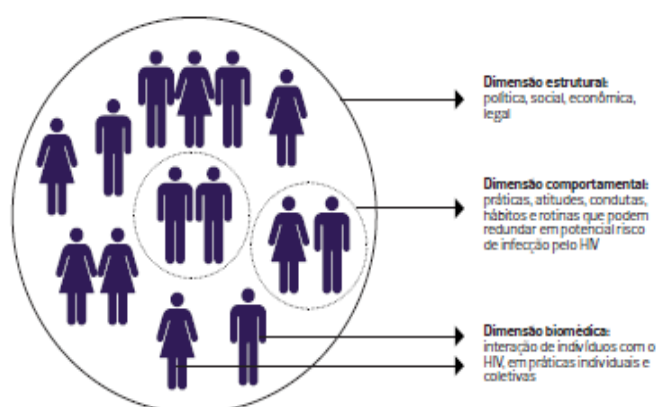 Dimensão estrutural:
política, social, econômica,
legal
Dimensão comportamental:
práticas, atitudes, condutas,
hábitos e rotinas que podem
redundar em potencial risco
de infecção pelo HIV
Dimensão biomédica:
interação de indivíduos com o
HIV, em práticas individuais e
coletivas